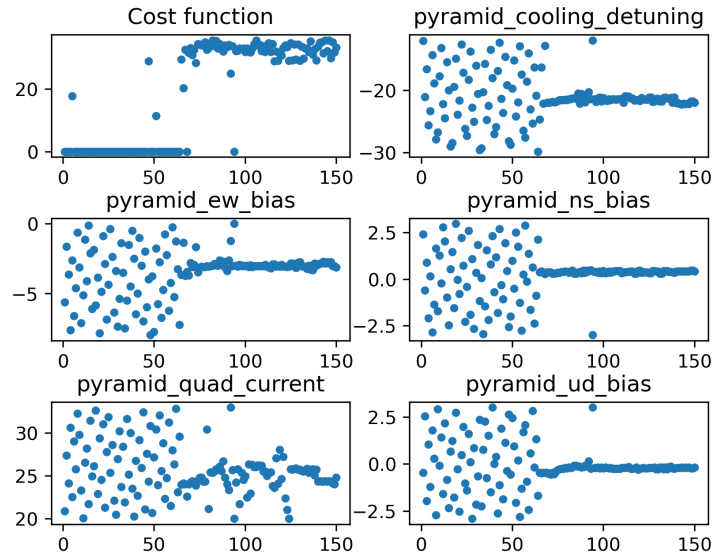 Cost function
20
0
0 50 100 150
pyramid_cooling_detuning
−20
−30
0 50 100 150
pyramid_ew_bias
0
−5
0 50 100 150
pyramid_ns_bias
2.5
0.0
−2.5
0 50 100 150
pyramid_quad_current
30
25
20
0 50 100 150
pyramid_ud_bias
2.5
0.0
−2.5
0 50 100 150